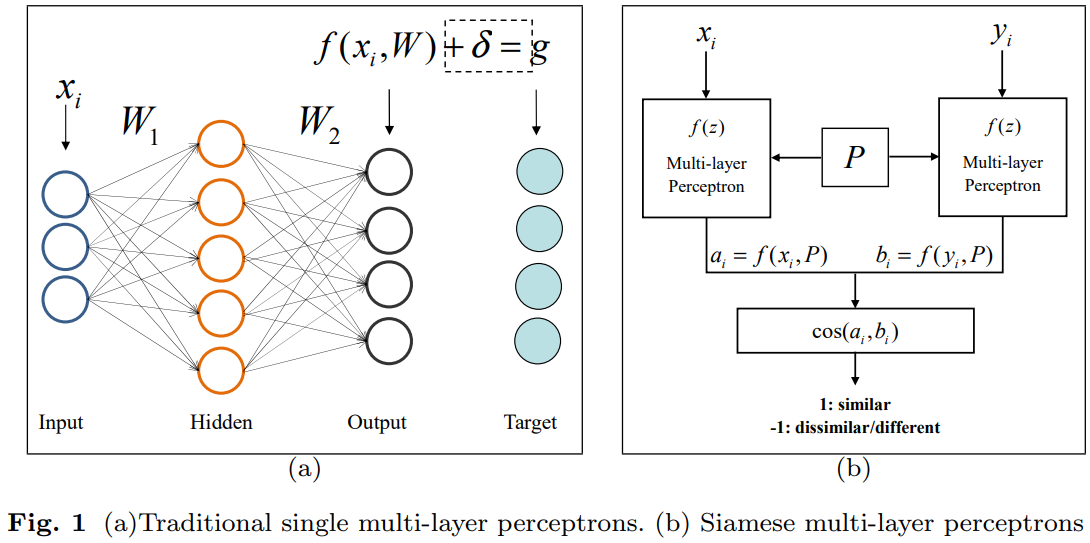 f(x_i,W)+δ=g
x_i
W_1
W_2
Input
Hidden
Output
Target
(a)
x_i
y_i
f(z)
Multi-layer
Perceptron
P
f(z)
Multi-layer
Perceptron
a_i = f(x_i,P)
b_i = f(y_i,P)
cos(a_i,b_i)
1: similar
-1: dissimilar/different
(b)
Fig. 1 (a)Traditional single multi-layer perceptrons. (b) Siamese multi-layer perceptrons